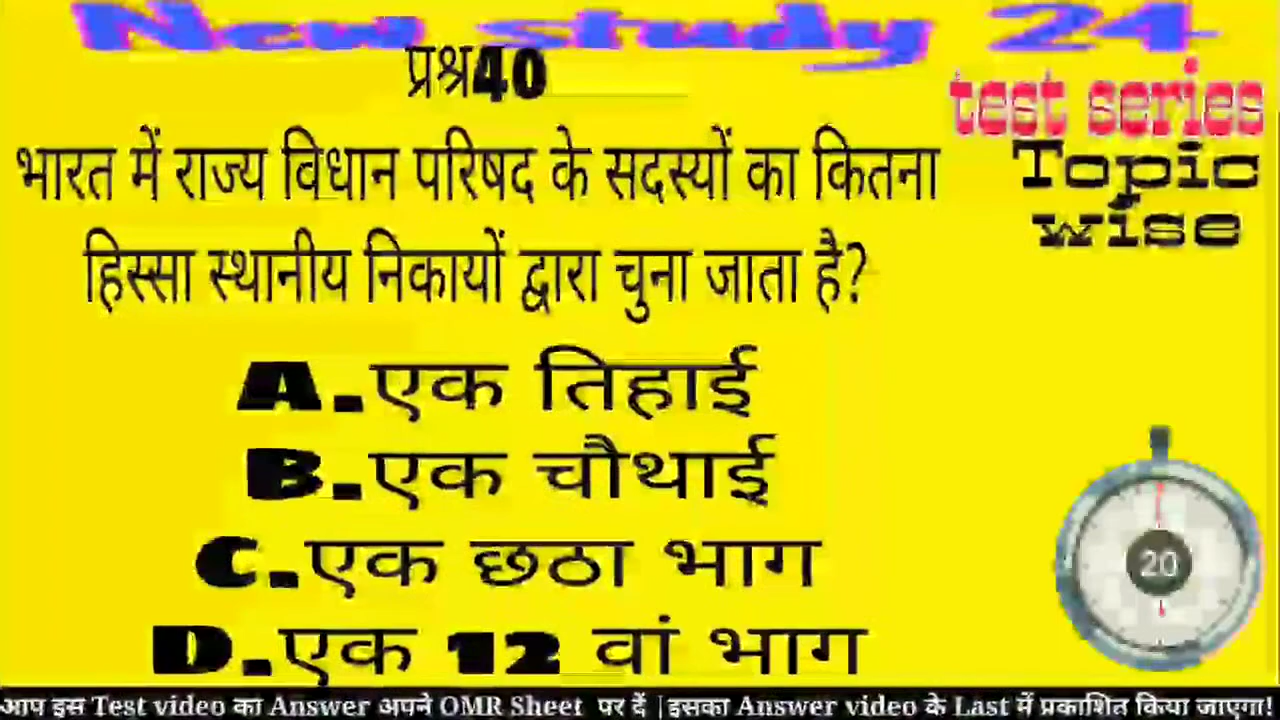 New study 24
प्रश्न40
test series
Topic
wise
भारत में राज्य विधान परिषद के सदस्यों का कितना
हिस्सा स्थानीय निकायों द्वारा चुना जाता है?
A.एक तिहाई
B.एक चौथाई
C.एक छठा भाग
D.एक 12 वां भाग
20
आप इस Test video का Answer अपने OMR Sheet पर दें |इसका Answer video के Last में प्रकाशित किया जाएगा!